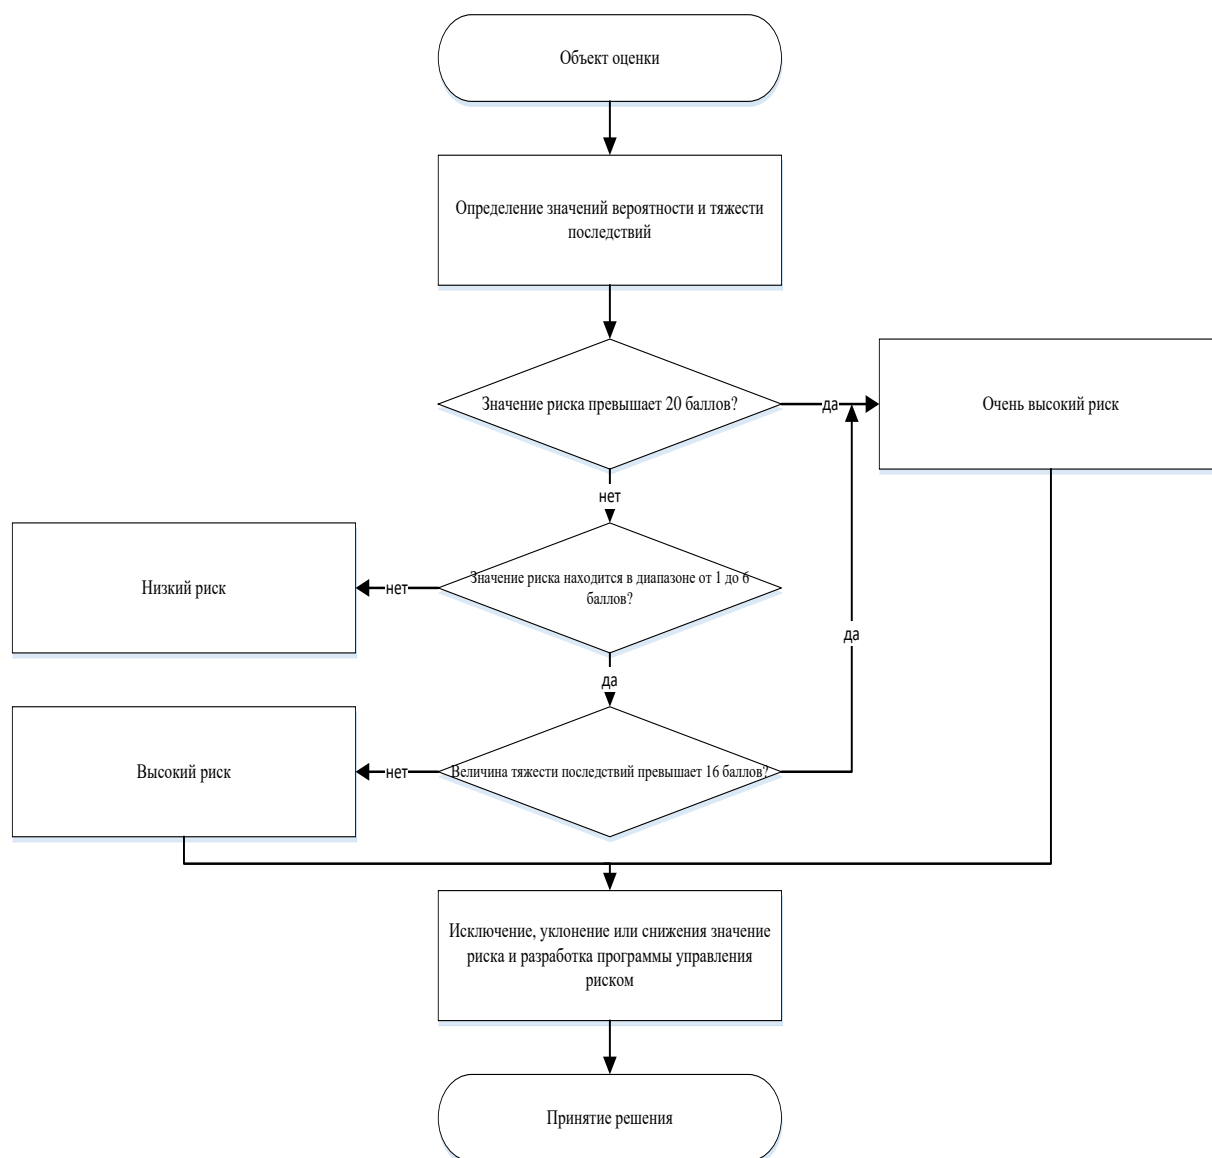 Объект оценки
Определение значений вероятности и тяжести
последствий
Значение риска превышает 20 баллов?
да
Очень высокий риск
нет
Значение риска находится в диапазоне от 1 до 6
баллов?
нет
Низкий риск
да
да
Величина тяжести последствий превышает 16 баллов?
нет
Высокий риск
Исключение, уклонение или снижения значение
риска и разработка программы управления
риском
Принятие решения